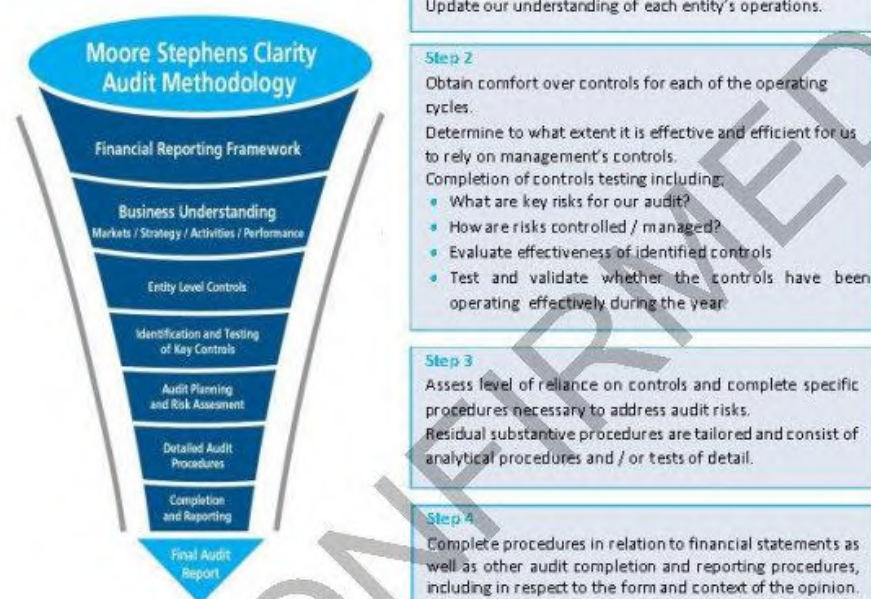 Moore Stephens Clarity
Audit Methodology
Financial Reporting Framework
Business Understanding
Markets / Strategy / Activities / Performance
Entity Level Controls
Identification and Testing
of Key Controls
Audit Planning
and Risk Assesment
Detailed Audit
Procedures
Completion
and Reporting
Final Audit
Report
Update our understanding of each entity's operations.
Step 2
Obtain comfort over controls for each of the operating
cycles.
Determine to what extent it is effective and efficient for us
to rely on management's controls.
Completion of controls testing including;
• What are key risks for our audit?
• How are risks controlled / managed?
• Evaluate effectiveness of identified controls
• Test and validate whether the controls have been
operating effectively during the year
Step 3
Assess level of reliance on controls and complete specific
procedures necessary to address audit risks.
Residual substantive procedures are tailored and consist of
analytical procedures and / or tests of detail.
Step 4
Complete procedures in relation to financial statements as
well as other audit completion and reporting procedures,
including in respect to the form and context of the opinion.
ONFIRMED